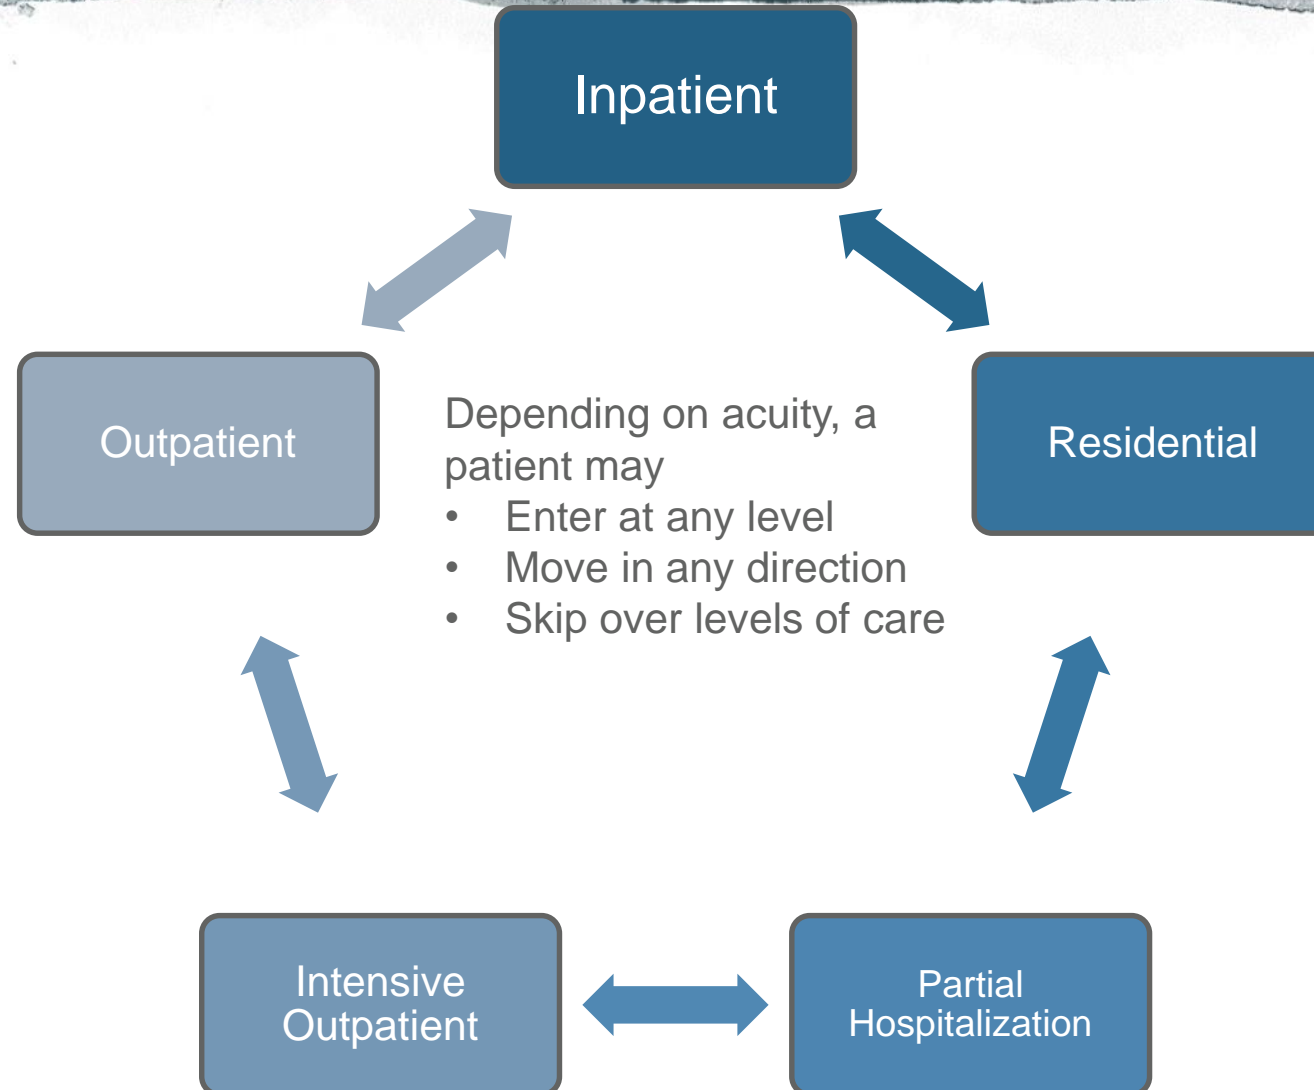 Inpatient
Outpatient
Depending on acuity, a
patient may
• Enter at any level
• Move in any direction
• Skip over levels of care
Residential
Intensive
Outpatient
Partial
Hospitalization